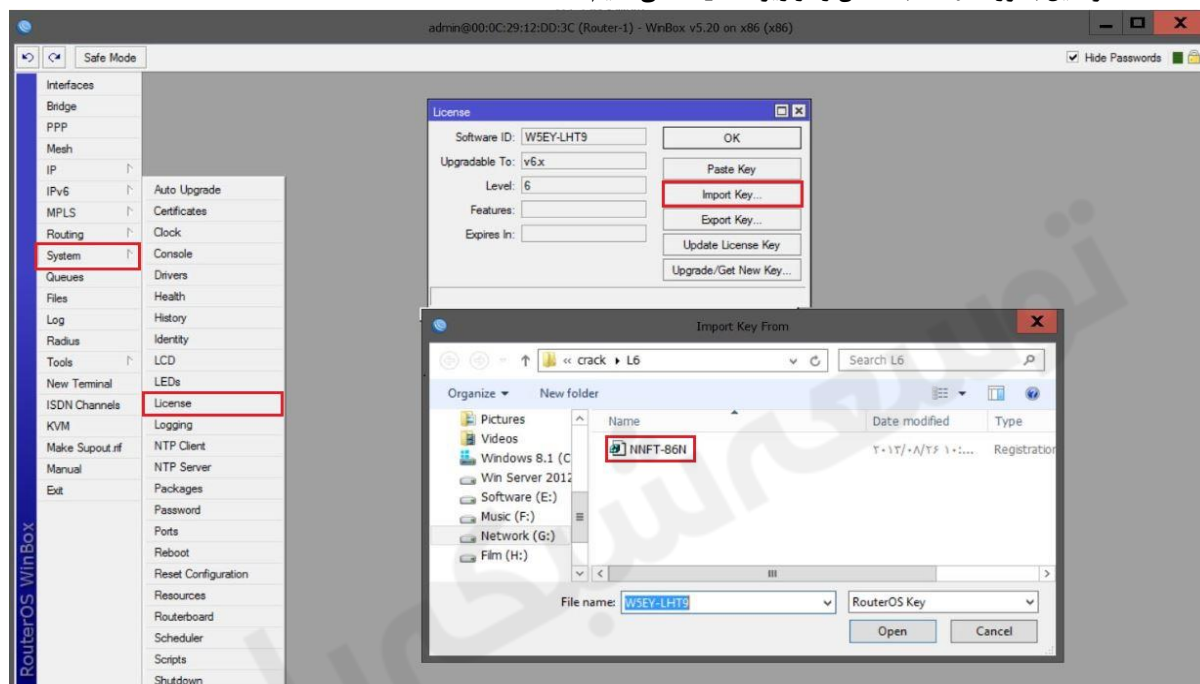 admin@00:0C:29:12:DD:3C (Router-1) - WinBox v5.20 on x86 (x86)
Safe Mode
Hide Passwords
Interfaces
Bridge
PPP
Mesh
IP
IPv6
MPLS
Routing
System
Queues
Files
Log
Radius
Tools
New Terminal
ISDN Channels
KVM
Make Supout.rif
Manual
Exit
RouterOS WinBox
Auto Upgrade
Certificates
Clock
Console
Drivers
Health
History
Identity
LCD
LEDs
License
Logging
NTP Client
NTP Server
Packages
Password
Ports
Reboot
Reset Configuration
Resources
Routerboard
Scheduler
Scripts
Shutdown
License
Software ID: W5EY-LHT9
Upgradable To: v6.x
Level: 6
Features:
Expires In:
OK
Paste Key
Import Key...
Export Key...
Update License Key
Upgrade/Get New Key...
Import Key From
« crack ▸ L6
Search L6
Organize
New folder
Pictures
Videos
Windows 8.1 (C
Win Server 2012
Software (E:)
Music (F:)
Network (G:)
Film (H:)
Name
Date modified
Type
NNFT-86N
۲۰۱۳/۰۸/۲۶ ۱۰:...
Registration
File name: W5EY-LHT9
RouterOS Key
Open
Cancel